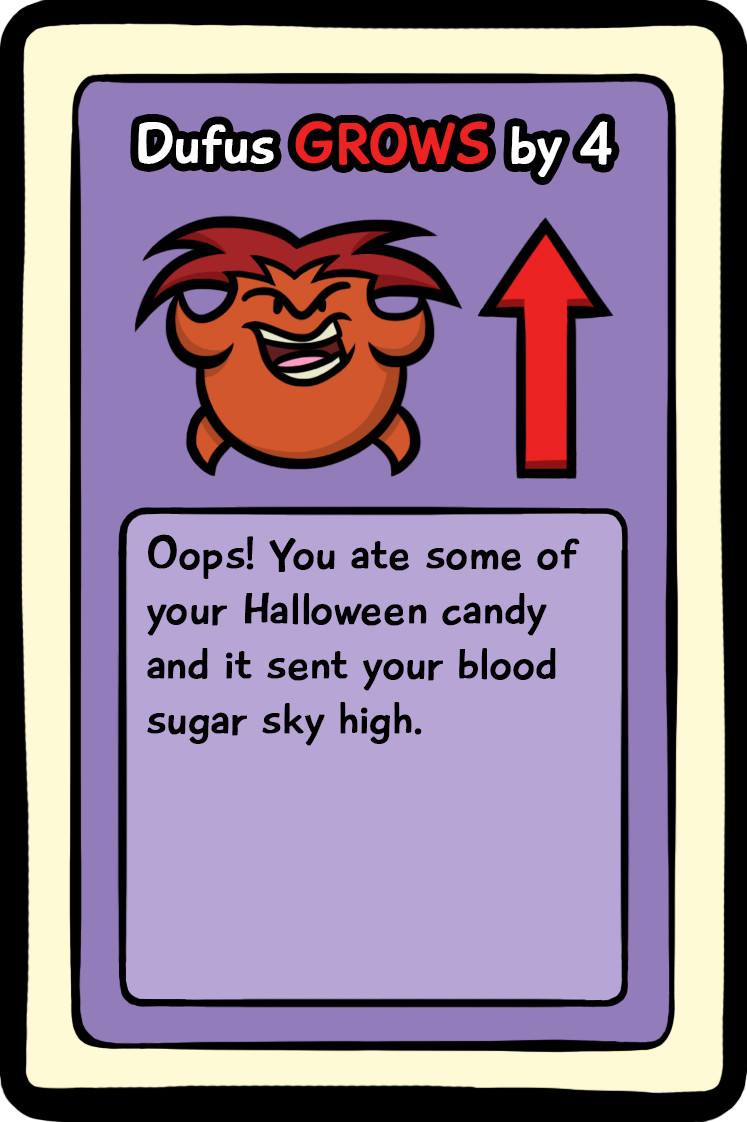 Dufus GROWS by 4
Oops! You ate some of
your Halloween candy
and it sent your blood
sugar sky high.